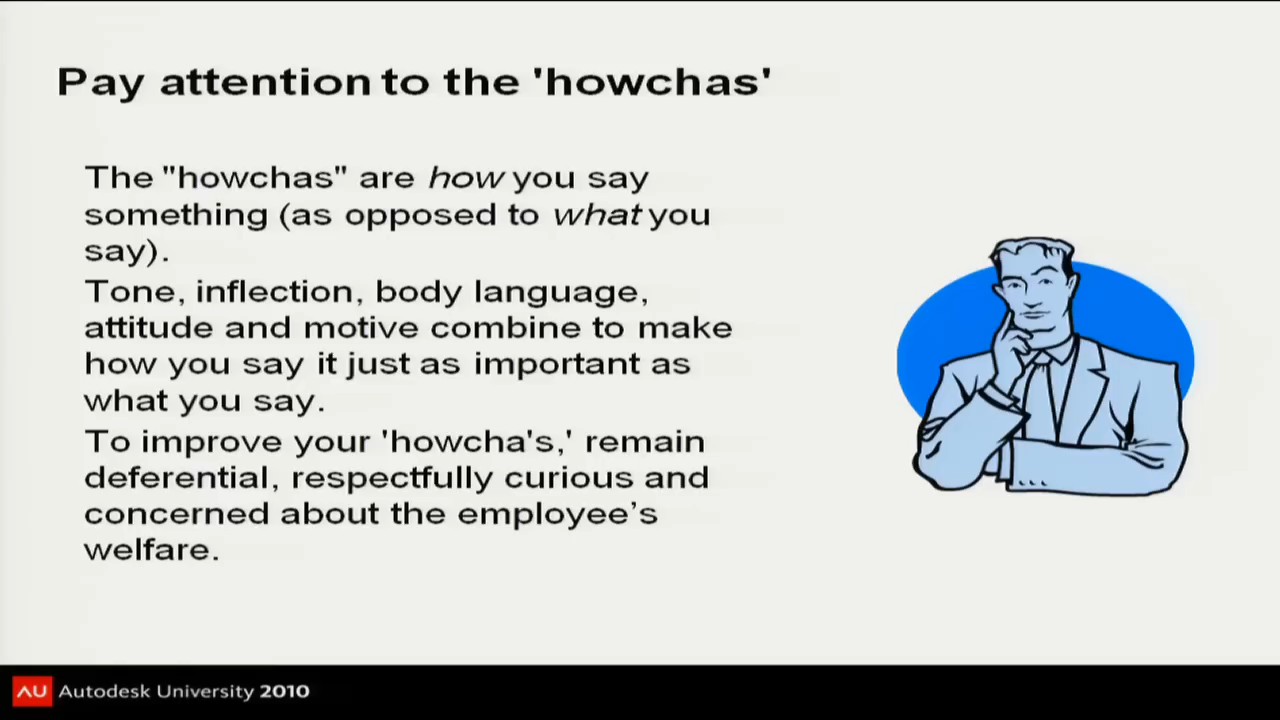 Pay attention to the 'howchas'
The "howchas" are how you say
something (as opposed to what you
say).
Tone, inflection, body language,
attitude and motive combine to make
how you say it just as important as
what you say.
To improve your 'howcha's,' remain
deferential, respectfully curious and
concerned about the employee’s
welfare.
AU Autodesk University 2010